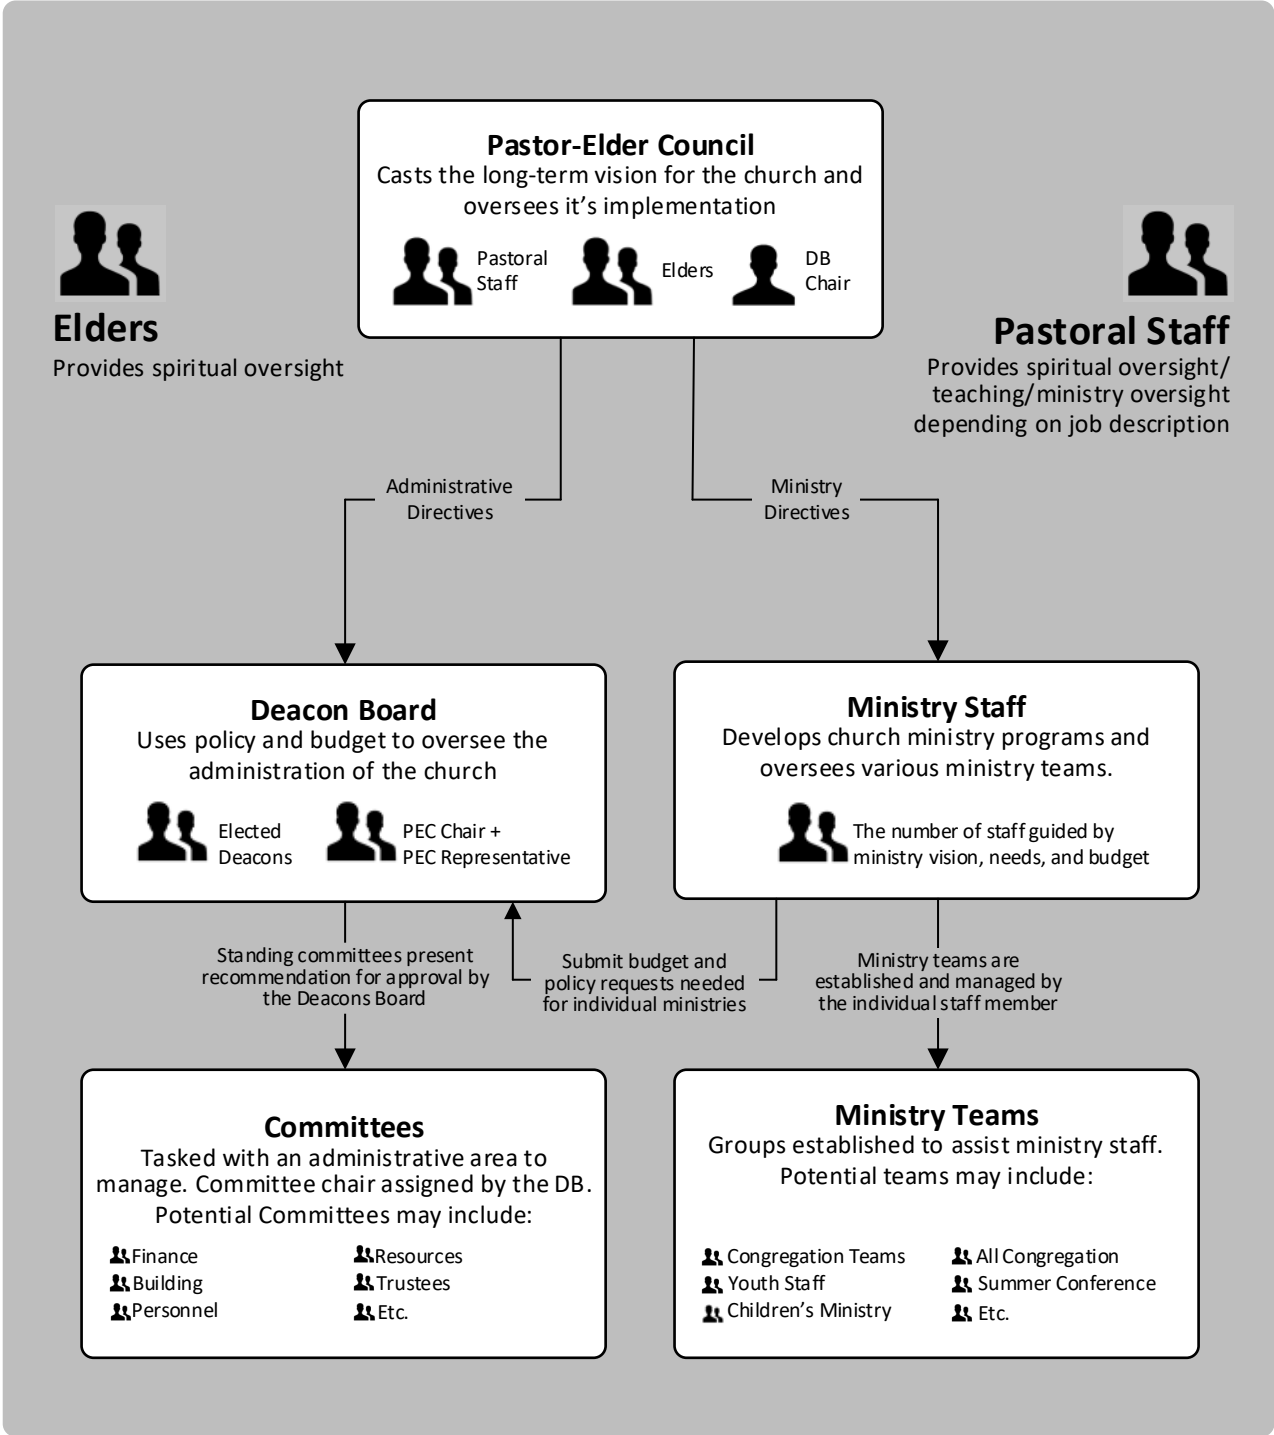 Pastor-Elder Council
Casts the long-term vision for the church and
oversees it's implementation
Pastoral
Staff
Elders
DB
Chair
Elders
Provides spiritual oversight
Pastoral Staff
Provides spiritual oversight/
teaching/ministry oversight
depending on job description
Administrative
Directives
Ministry
Directives
Deacon Board
Uses policy and budget to oversee the
administration of the church
Elected
Deacons
PEC Chair +
PEC Representative
Ministry Staff
Develops church ministry programs and
oversees various ministry teams.
The number of staff guided by
ministry vision, needs, and budget
Standing committees present
recommendation for approval by
the Deacons Board
Submit budget and
policy requests needed
for individual ministries
Ministry teams are
established and managed by
the individual staff member
Committees
Tasked with an administrative area to
manage. Committee chair assigned by the DB.
Potential Committees may include:
Finance
Building
Personnel
Resources
Trustees
Etc.
Ministry Teams
Groups established to assist ministry staff.
Potential teams may include:
Congregation Teams
Youth Staff
Children’s Ministry
All Congregation
Summer Conference
Etc.